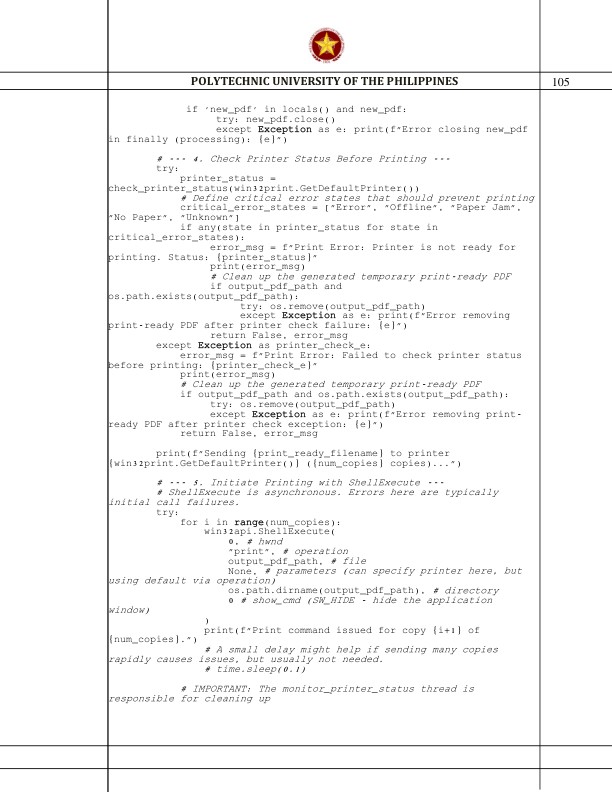 POLYTECHNIC UNIVERSITY OF THE PHILIPPINES
105
if ‘new_pdf’ in locals() and new_pdf:
try: new_pdf.close()
except Exception as e: print(f”Error closing new_pdf
in finally (processing): {e}”)
# --- 4. Check Printer Status Before Printing ---
try:
printer_status =
check_printer_status(win32print.GetDefaultPrinter())
# Define critical error states that should prevent printing
critical_error_states = [“Error”, “Offline”, “Paper Jam”,
“No Paper”, “Unknown”]
if any(state in printer_status for state in
critical_error_states):
error_msg = f”Print Error: Printer is not ready for
printing. Status: {printer_status}”
print(error_msg)
# Clean up the generated temporary print-ready PDF
if output_pdf_path and
os.path.exists(output_pdf_path):
try: os.remove(output_pdf_path)
except Exception as e: print(f”Error removing
print-ready PDF after printer check failure: {e}”)
return False, error_msg
except Exception as printer_check_e:
error_msg = f”Print Error: Failed to check printer status
before printing: {printer_check_e}”
print(error_msg)
# Clean up the generated temporary print-ready PDF
if output_pdf_path and os.path.exists(output_pdf_path):
try: os.remove(output_pdf_path)
except Exception as e: print(f”Error removing print-
ready PDF after printer check exception: {e}”)
return False, error_msg
print(f”Sending {print_ready_filename} to printer
{win32print.GetDefaultPrinter()} ({num_copies} copies)...”)
# --- 5. Initiate Printing with ShellExecute ---
# ShellExecute is asynchronous. Errors here are typically
initial call failures.
try:
for i in range(num_copies):
win32api.ShellExecute(
0, # hwnd
“print”, # operation
output_pdf_path, # file
None, # parameters (can specify printer here, but
using default via operation)
os.path.dirname(output_pdf_path), # directory
0 # show_cmd (SW_HIDE - hide the application
window)
)
print(f”Print command issued for copy {i+1} of
{num_copies}.”)
# A small delay might help if sending many copies
rapidly causes issues, but usually not needed.
# time.sleep(0.1)
# IMPORTANT: The monitor_printer_status thread is
responsible for cleaning up